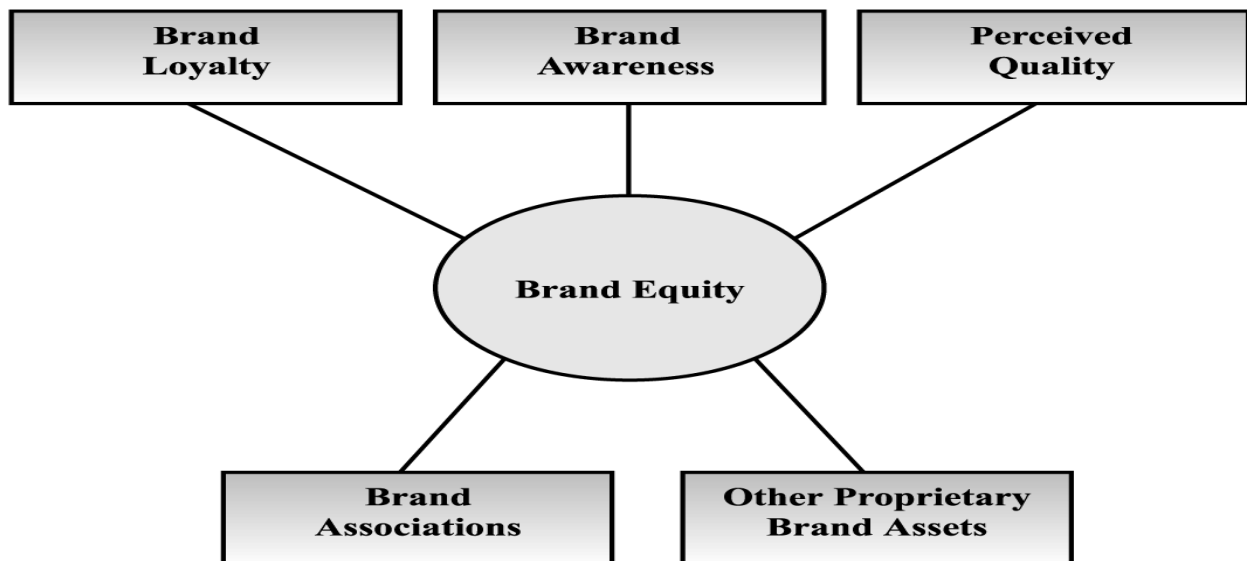 Brand
Loyalty
Brand
Awareness
Perceived
Quality
Brand Equity
Brand
Associations
Other Proprietary
Brand Assets